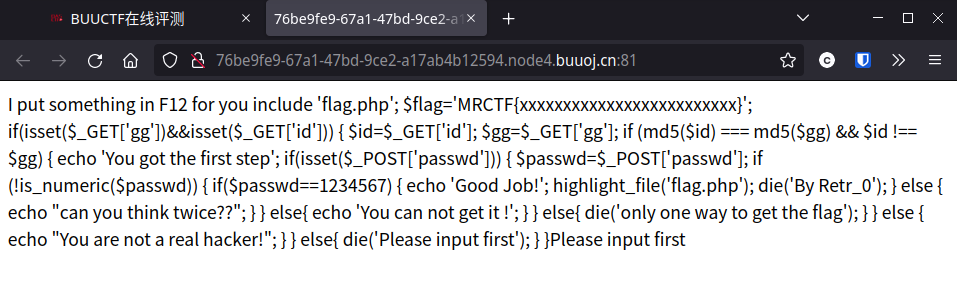 BUUCTF在线评测
76be9fe9-67a1-47bd-9ce2-a1
76be9fe9-67a1-47bd-9ce2-a17ab4b12594.node4.buuoj.cn:81
I put something in F12 for you include 'flag.php'; $flag='MRCTF{xxxxxxxxxxxxxxxxxxxxxxxxx}';
if(isset($_GET['gg'])&&isset($_GET['id'])) { $id=$_GET['id']; $gg=$_GET['gg']; if (md5($id) === md5($gg) && $id !==
$gg) { echo 'You got the first step'; if(isset($_POST['passwd'])) { $passwd=$_POST['passwd']; if
(!is_numeric($passwd)) { if($passwd==1234567) { echo 'Good Job!'; highlight_file('flag.php'); die('By Retr_0'); } else {
echo "can you think twice??"; } } else{ echo 'You can not get it !'; } } else{ die('only one way to get the flag'); } } else {
echo "You are not a real hacker!"; } } else{ die('Please input first'); } }Please input first